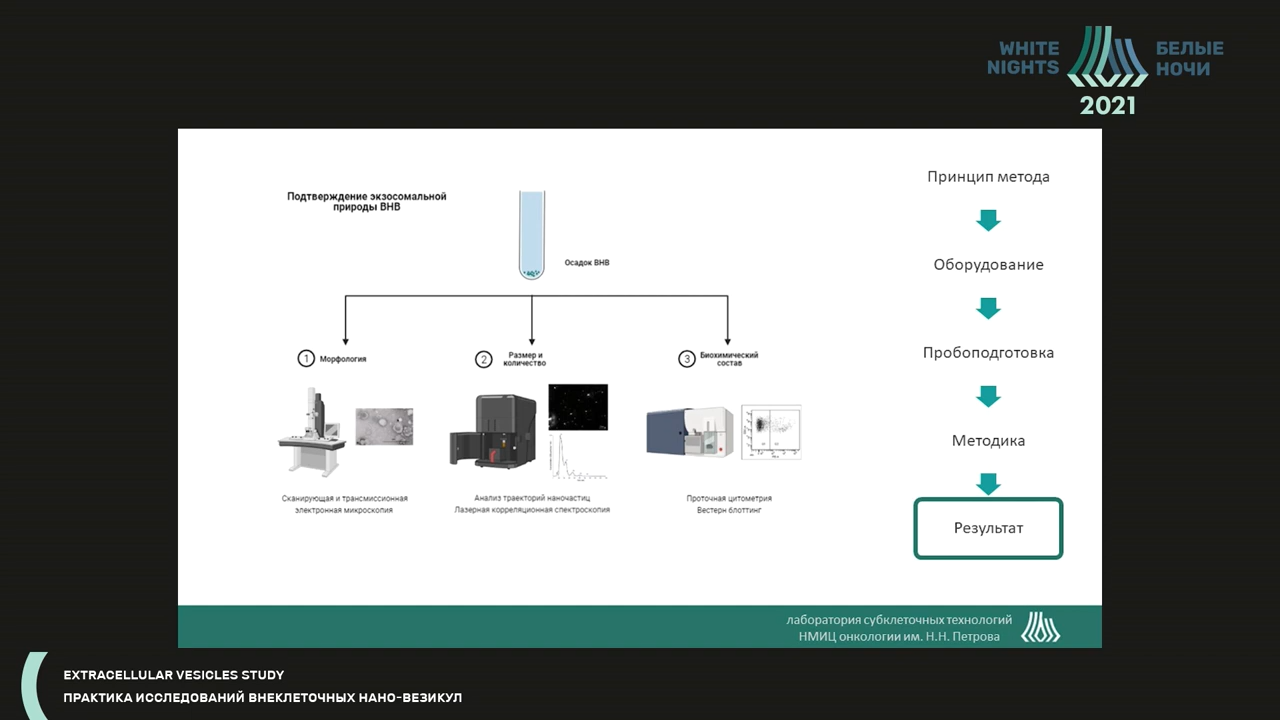 WHITE NIGHTS
БЕЛЫЕ НОЧИ
2021
Подтверждение экзосомальной
природы ВНВ
Осадок ВНВ
1 Морфология
2 Размер и
количество
3 Биохимический
состав
Сканирующая и трансмиссионная
электронная микроскопия
Анализ траекторий наночастиц
Лазерная корреляционная спектроскопия
Проточная цитометрия
Вестерн блоттинг
Принцип метода
Оборудование
Пробоподготовка
Методика
Результат
лаборатория субклеточных технологий
НМИЦ онкологии им. Н.Н. Петрова
EXTRACELLULAR VESICLES STUDY
ПРАКТИКА ИССЛЕДОВАНИЙ ВНЕКЛЕТОЧНЫХ НАНО-ВЕЗИКУЛ